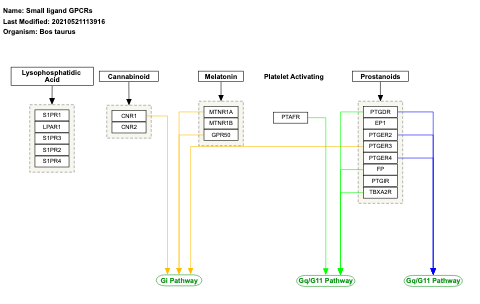 Name: Small ligand GPCRs
Last Modified: 20210521113916
Organism: Bos taurus
Lysophosphatidic
Acid
Cannabinoid
Melatonin
Platelet Activating
Prostanoids
S1PR1
LPAR1
S1PR3
S1PR2
S1PR4
CNR1
CNR2
MTNR1A
MTNR1B
GPR50
PTAFR
PTGDR
EP1
PTGER2
PTGER3
PTGER4
FP
PTGIR
TBXA2R
Gi Pathway
Gq/G11 Pathway
Gq/G11 Pathway